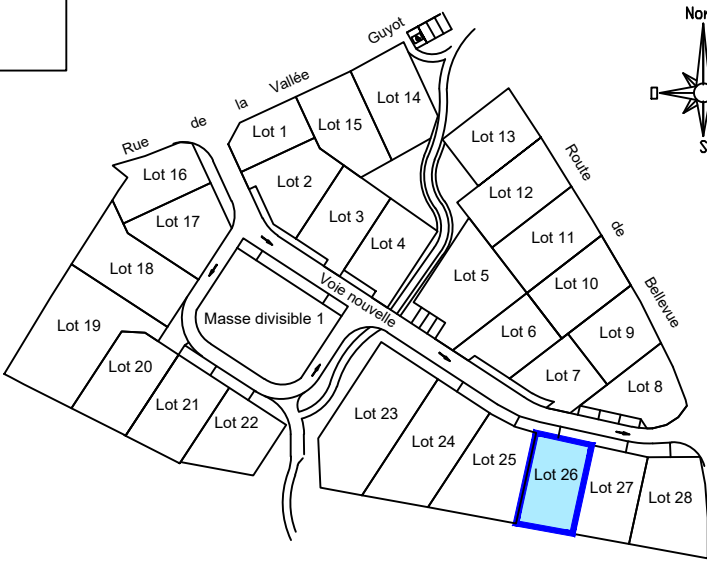 Nor
S
Rue de la Vallée Guyot
Route de Bellevue
Voie nouvelle
Lot 14
Lot 1
Lot 15
Lot 13
Lot 16
Lot 2
Lot 12
Lot 17
Lot 3
Lot 4
Lot 11
Lot 18
Lot 5
Lot 10
Lot 19
Masse divisible 1
Lot 6
Lot 9
Lot 20
Lot 7
Lot 8
Lot 21
Lot 22
Lot 23
Lot 24
Lot 25
Lot 26
Lot 27
Lot 28